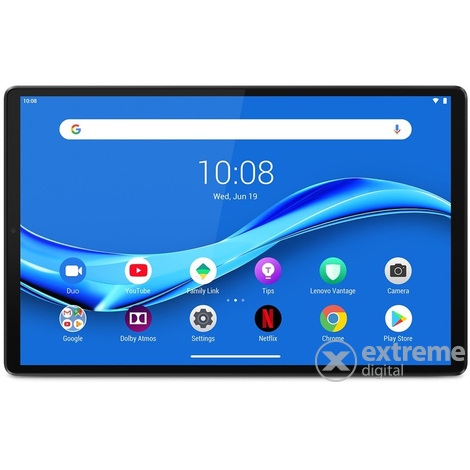 10:08
G
10:08
Wed, Jun 19
Duo
YouTube
Family Link
Tips
Lenovo Vantage
Camera
Google
Dolby Atmos
Settings
Netflix
Chrome
Play Store
x extreme
digital